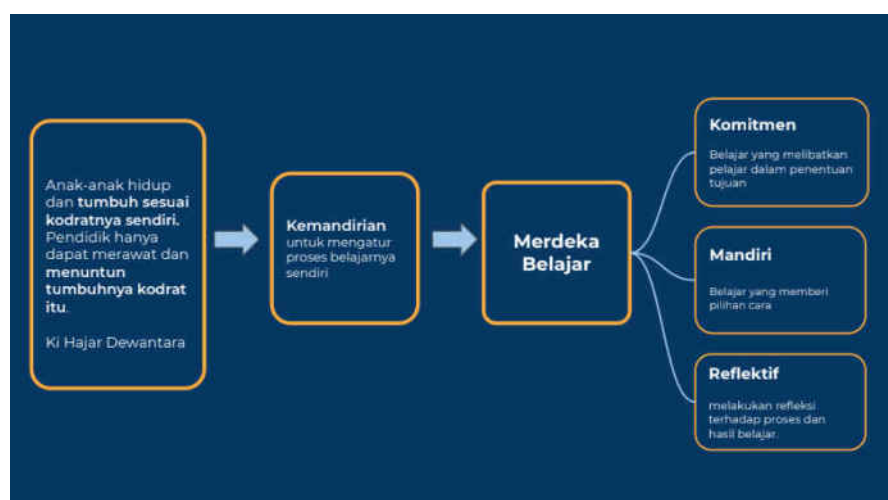 Anak-anak hidup
dan tumbuh sesuai
kodratnya sendiri.
Pendidik hanya
dapat merawat dan
menuntun
tumbuhnya kodrat
itu.
Ki Hajar Dewantara
Kemandirian
untuk mengatur
proses belajarnya
sendiri
Merdeka
Belajar
Komitmen
Belajar yang melibatkan
pelajar dalam penentuan
tujuan
Mandiri
Belajar yang memberi
pilihan cara
Reflektif
melakukan refleksi
terhadap proses dan
hasil belajar.